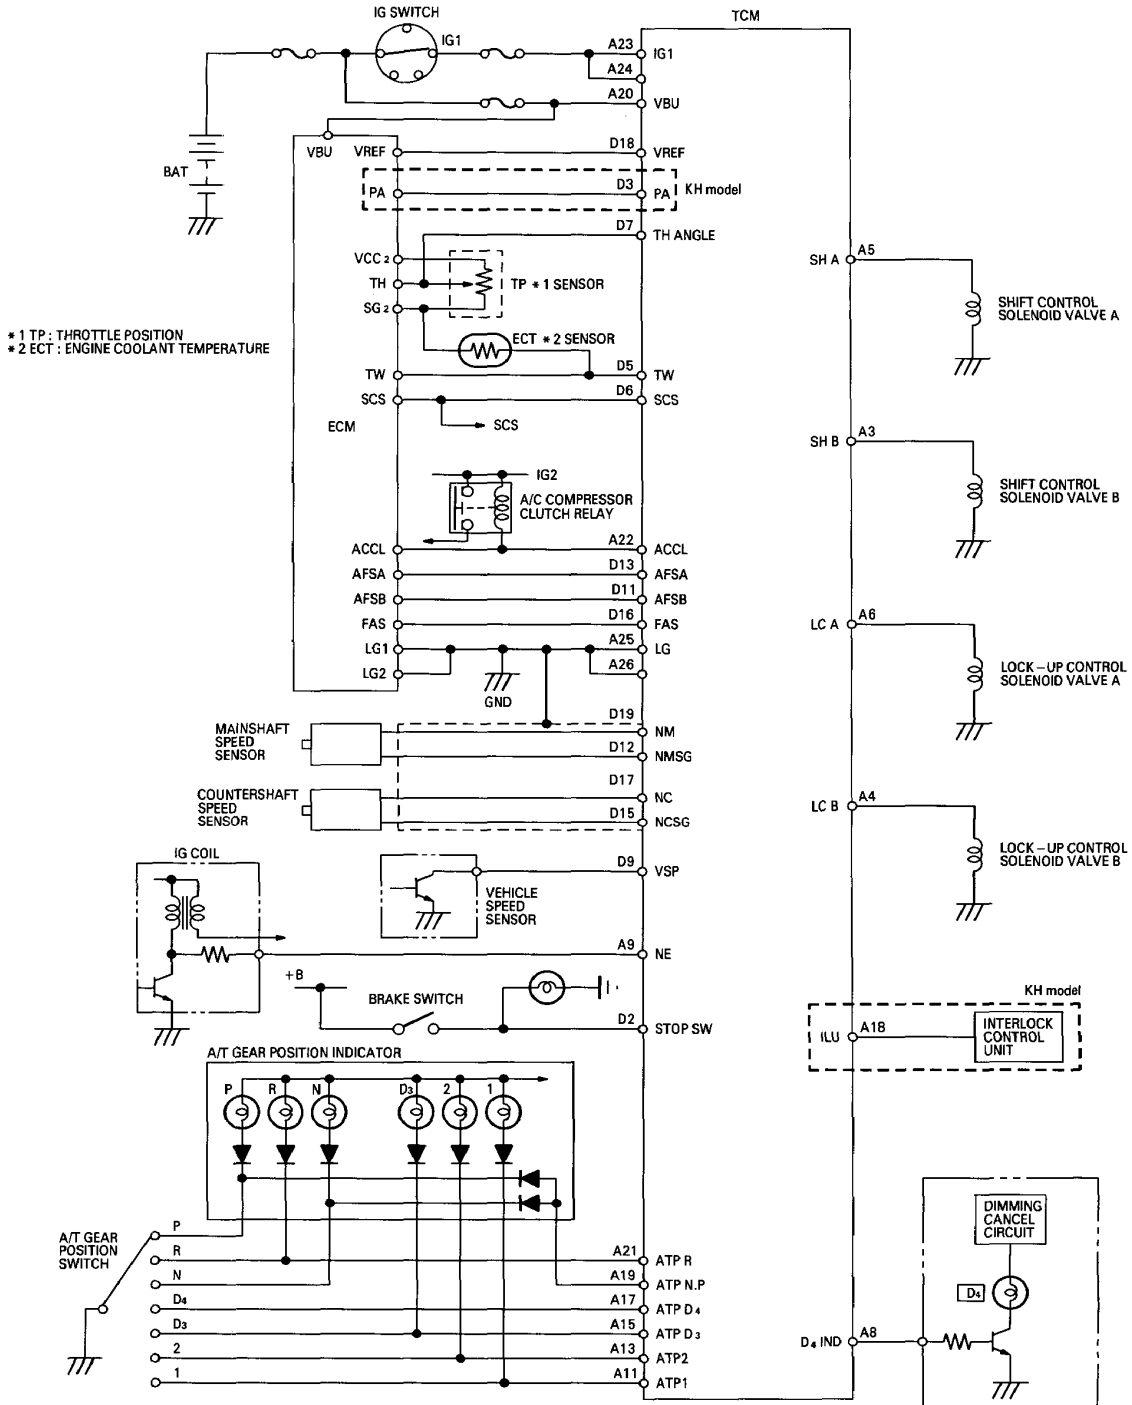 IG SWITCH
TCM
IG1
A23
IG1
A24
A20
VBU
VBU
VREF
D18
VREF
BAT
PA
D3
PA
KH model
D7
TH ANGLE
VCC 2
TH
TP *1 SENSOR
SG 2
* 1 TP : THROTTLE POSITION
* 2 ECT : ENGINE COOLANT TEMPERATURE
ECT *2 SENSOR
TW
D5
TW
SCS
D6
SCS
ECM
SCS
IG2
A/C COMPRESSOR
CLUTCH RELAY
ACCL
A22
ACCL
AFSA
D13
AFSA
AFSB
D11
AFSB
FAS
D16
FAS
LG1
A25
LG
LG2
A26
GND
MAINSHAFT
SPEED
SENSOR
D19
NM
D12
NMSG
COUNTERSHAFT
SPEED
SENSOR
D17
NC
D15
NCSG
IG COIL
D9
VSP
VEHICLE
SPEED
SENSOR
A9
NE
+B
BRAKE SWITCH
D2
STOP SW
A/T GEAR POSITION INDICATOR
P
R
N
D3
2
1
A/T GEAR
POSITION
SWITCH
P
R
A21
ATP R
N
A19
ATP N.P
D4
A17
ATP D4
D3
A15
ATP D3
2
A13
ATP2
1
A11
ATP1
SH A
A5
SHIFT CONTROL
SOLENOID VALVE A
SH B
A3
SHIFT CONTROL
SOLENOID VALVE B
LC A
A6
LOCK-UP CONTROL
SOLENOID VALVE A
LC B
A4
LOCK-UP CONTROL
SOLENOID VALVE B
KH model
ILU
A18
INTERLOCK
CONTROL
UNIT
DIMMING
CANCEL
CIRCUIT
D4
D4 IND
A8